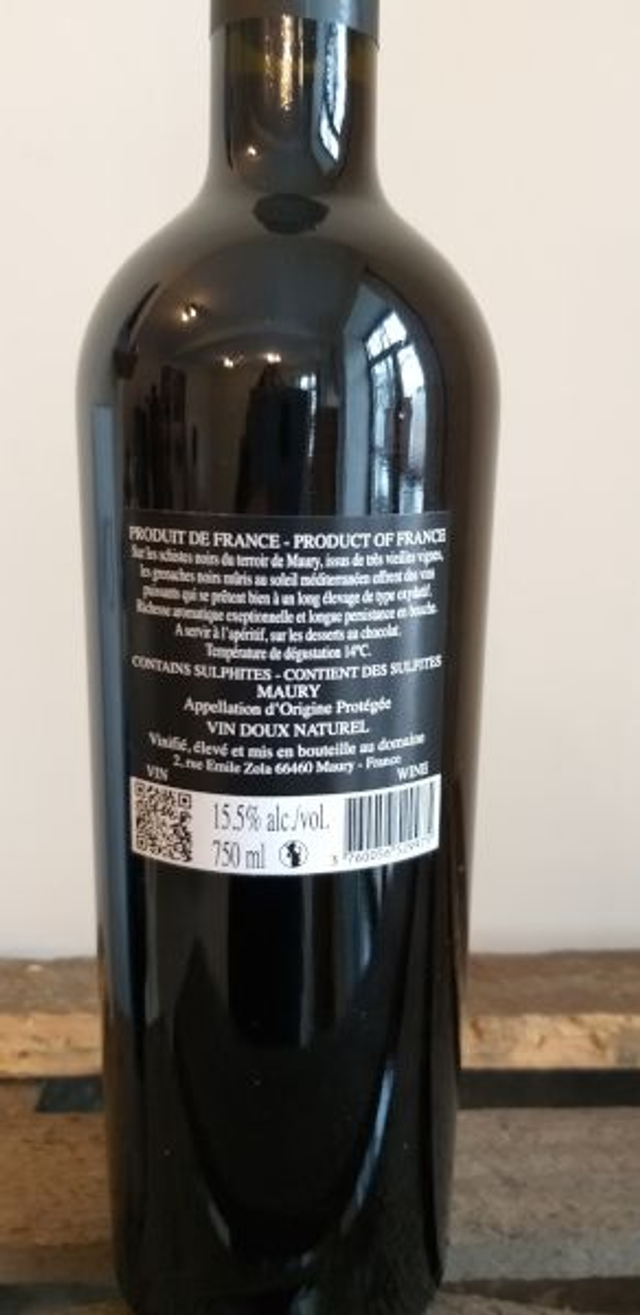 PRODUIT DE FRANCE - PRODUCT OF FRANCE
Sur les schistes noirs du terroir de Maury, issus de très vieilles vignes,
les grenaches noirs mûris au soleil méditerranéen offrent des vins
puissants qui se prêtent bien à un long élevage de type oxydatif.
Richesse aromatique exceptionnelle et longue persistance en bouche.
A servir à l'apéritif, sur les desserts au chocolat.
Température de dégustation 14°C.
CONTAINS SULPHITES - CONTIENT DES SULFITES
MAURY
Appellation d'Origine Protégée
VIN DOUX NATUREL
Vinifié, élevé et mis en bouteille au domaine
2, rue Emile Zola 66460 Maury - France
VIN WINE
15.5% alc./vol.
750 ml